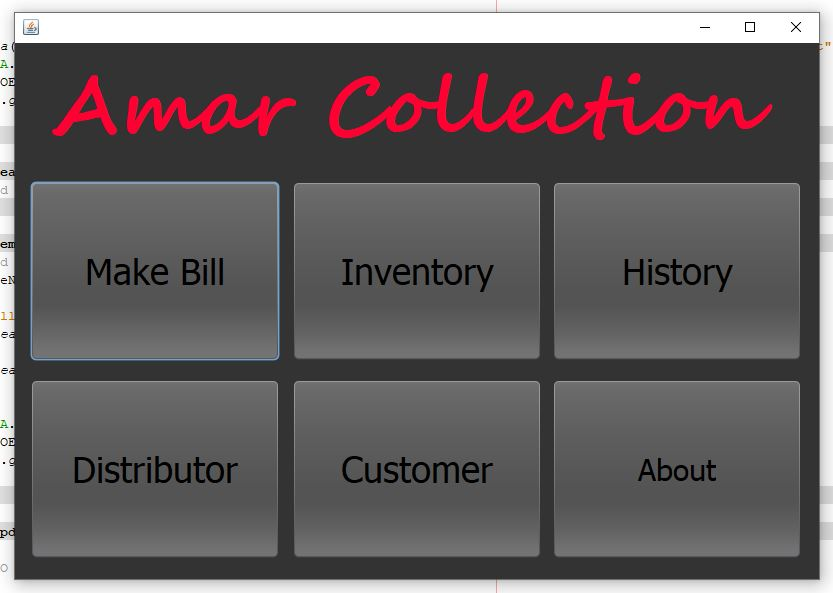 Amar Collection
Make Bill
Inventory
History
Distributor
Customer
About